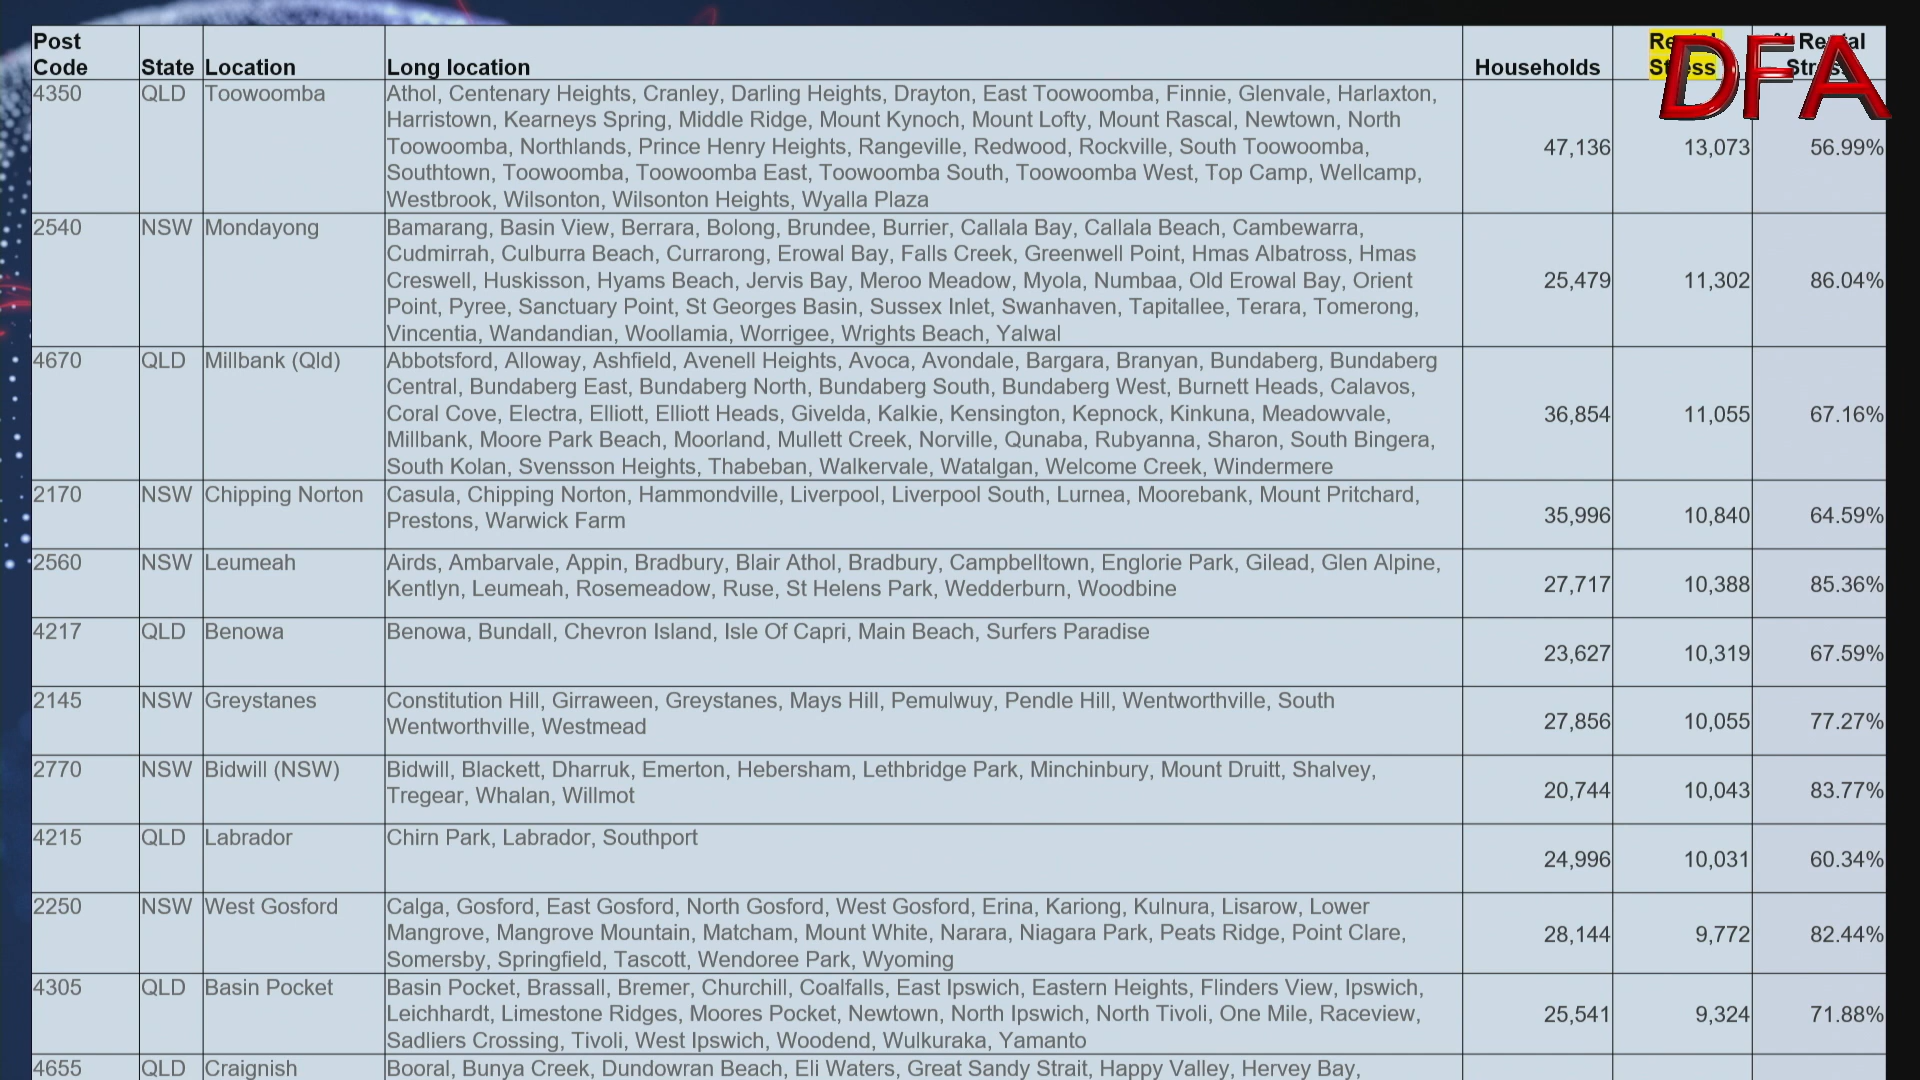 Post Code State Location Long location Households Rental Stress % Rental Stress
DFA
4350 QLD Toowoomba
Athol, Centenary Heights, Cranley, Darling Heights, Drayton, East Toowoomba, Finnie, Glenvale, Harlaxton,
Harristown, Kearneys Spring, Middle Ridge, Mount Kynoch, Mount Lofty, Mount Rascal, Newtown, North
Toowoomba, Northlands, Prince Henry Heights, Rangeville, Redwood, Rockville, South Toowoomba,
Southtown, Toowoomba, Toowoomba East, Toowoomba South, Toowoomba West, Top Camp, Wellcamp,
Westbrook, Wilsonton, Wilsonton Heights, Wyalla Plaza
47,136 13,073 56.99%
2540 NSW Mondayong
Bamarang, Basin View, Berrara, Bolong, Brundee, Burrier, Callala Bay, Callala Beach, Cambewarra,
Cudmirrah, Culburra Beach, Currarong, Erowal Bay, Falls Creek, Greenwell Point, Hmas Albatross, Hmas
Creswell, Huskisson, Hyams Beach, Jervis Bay, Meroo Meadow, Myola, Numbaa, Old Erowal Bay, Orient
Point, Pyree, Sanctuary Point, St Georges Basin, Sussex Inlet, Swanhaven, Tapitallee, Terara, Tomerong,
Vincentia, Wandandian, Woollamia, Worrigee, Wrights Beach, Yalwal
25,479 11,302 86.04%
4670 QLD Millbank (Qld)
Abbotsford, Alloway, Ashfield, Avenell Heights, Avoca, Avondale, Bargara, Branyan, Bundaberg, Bundaberg
Central, Bundaberg East, Bundaberg North, Bundaberg South, Bundaberg West, Burnett Heads, Calavos,
Coral Cove, Electra, Elliott, Elliott Heads, Givelda, Kalkie, Kensington, Kepnock, Kinkuna, Meadowvale,
Millbank, Moore Park Beach, Moorland, Mullett Creek, Norville, Qunaba, Rubyanna, Sharon, South Bingera,
South Kolan, Svensson Heights, Thabeban, Walkervale, Watalgan, Welcome Creek, Windermere
36,854 11,055 67.16%
2170 NSW Chipping Norton
Casula, Chipping Norton, Hammondville, Liverpool, Liverpool South, Lurnea, Moorebank, Mount Pritchard,
Prestons, Warwick Farm
35,996 10,840 64.59%
2560 NSW Leumeah
Airds, Ambarvale, Appin, Bradbury, Blair Athol, Bradbury, Campbelltown, Englorie Park, Gilead, Glen Alpine,
Kentlyn, Leumeah, Rosemeadow, Ruse, St Helens Park, Wedderburn, Woodbine
27,717 10,388 85.36%
4217 QLD Benowa
Benowa, Bundall, Chevron Island, Isle Of Capri, Main Beach, Surfers Paradise
23,627 10,319 67.59%
2145 NSW Greystanes
Constitution Hill, Girraween, Greystanes, Mays Hill, Pemulwuy, Pendle Hill, Wentworthville, South
Wentworthville, Westmead
27,856 10,055 77.27%
2770 NSW Bidwill (NSW)
Bidwill, Blackett, Dharruk, Emerton, Hebersham, Lethbridge Park, Minchinbury, Mount Druitt, Shalvey,
Tregear, Whalan, Willmot
20,744 10,043 83.77%
4215 QLD Labrador
Chirn Park, Labrador, Southport
24,996 10,031 60.34%
2250 NSW West Gosford
Calga, Gosford, East Gosford, North Gosford, West Gosford, Erina, Kariong, Kulnura, Lisarow, Lower
Mangrove, Mangrove Mountain, Matcham, Mount White, Narara, Niagara Park, Peats Ridge, Point Clare,
Somersby, Springfield, Tascott, Wendoree Park, Wyoming
28,144 9,772 82.44%
4305 QLD Basin Pocket
Basin Pocket, Brassall, Bremer, Churchill, Coalfalls, East Ipswich, Eastern Heights, Flinders View, Ipswich,
Leichhardt, Limestone Ridges, Moores Pocket, Newtown, North Ipswich, North Tivoli, One Mile, Raceview,
Sadliers Crossing, Tivoli, West Ipswich, Woodend, Wulkuraka, Yamanto
25,541 9,324 71.88%
4655 QLD Craignish
Booral, Bunya Creek, Dundowran Beach, Eli Waters, Great Sandy Strait, Happy Valley, Hervey Bay,